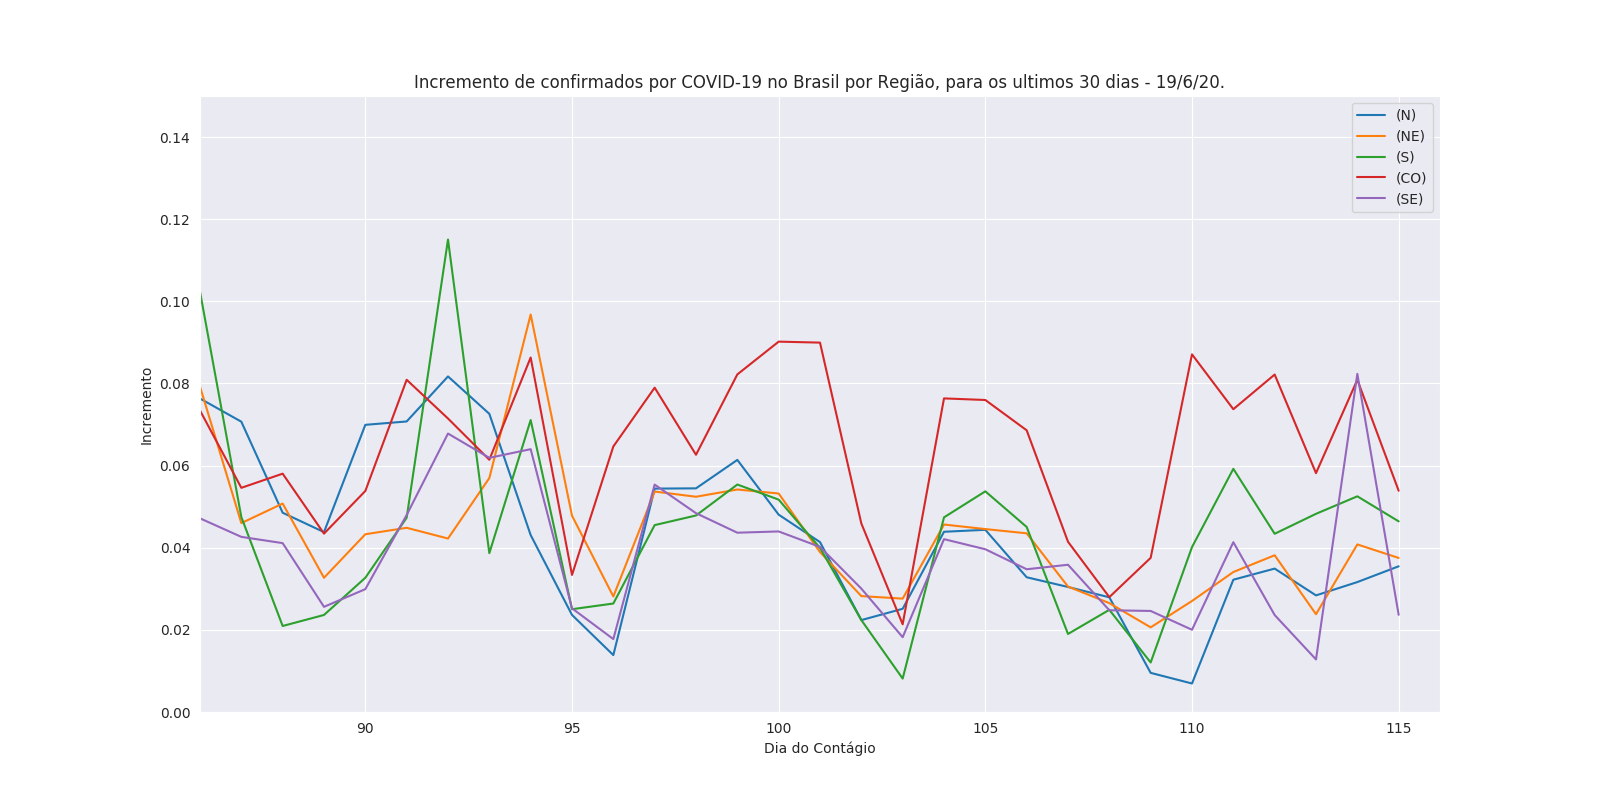 Incremento de confirmados por COVID-19 no Brasil por Região, para os ultimos 30 dias - 19/6/20.
(N)
(NE)
(S)
(CO)
(SE)
Incremento
0.14
0.12
0.10
0.08
0.06
0.04
0.02
0.00
90 95 100 105 110 115
Dia do Contágio